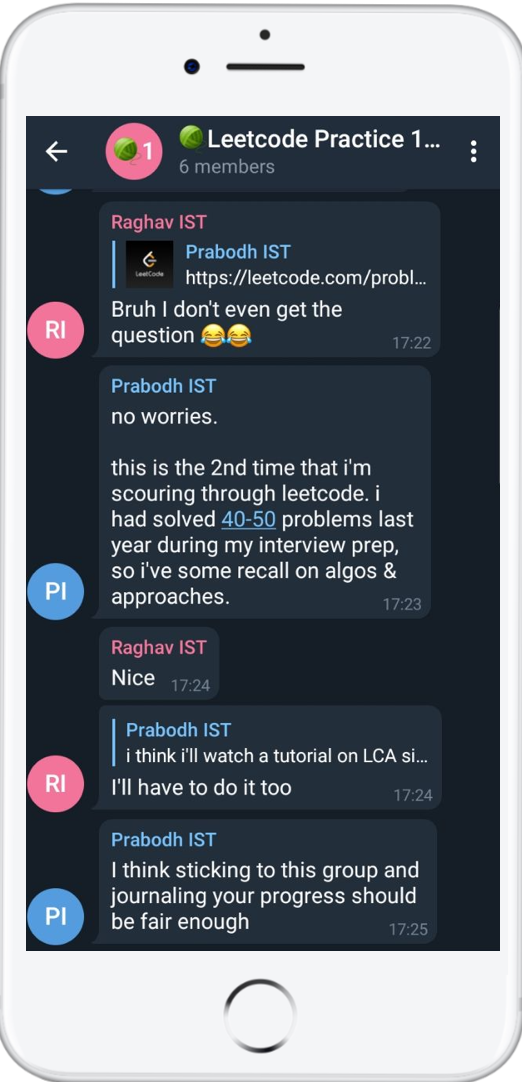 1
Leetcode Practice 1...
6 members
Raghav IST
LeetCode
Prabodh IST
https://leetcode.com/probl...
Bruh I don't even get the
question 😂😂
17:22
RI
Prabodh IST
no worries.
this is the 2nd time that i'm
scouring through leetcode. i
had solved 40-50 problems last
year during my interview prep,
so i've some recall on algos &
approaches.
17:23
PI
Raghav IST
Nice 17:24
Prabodh IST
i think i'll watch a tutorial on LCA si...
I'll have to do it too
17:24
RI
Prabodh IST
I think sticking to this group and
journaling your progress should
be fair enough
17:25
PI